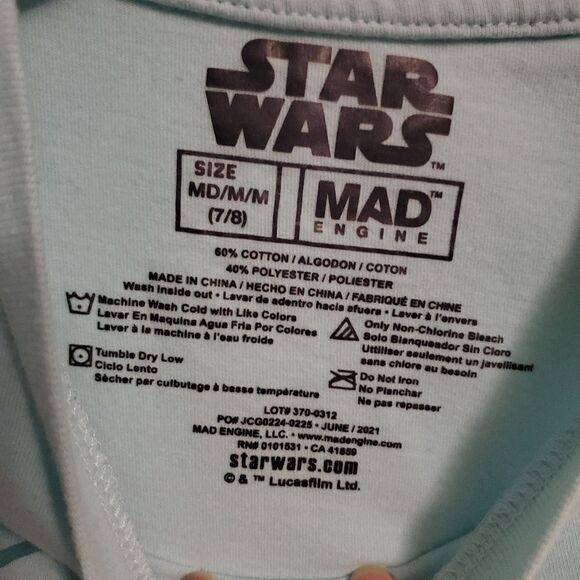 STAR
WARS™
SIZE
MD/M/M
(7/8)
MAD™
ENGINE
60% COTTON / ALGODON / COTON
40% POLYESTER / POLIESTER
MADE IN CHINA / HECHO EN CHINA / FABRIQUÉ EN CHINE
Wash inside out • Lavar de adentro hacia afuera • Laver à l'envers
Machine Wash Cold with Like Colors
Lavar En Maquina Agua Fria Por Colores
Laver à la machine à l'eau froide
Only Non-Chlorine Bleach
Solo Blanqueador Sin Cloro
Utiliser seulement un javellisant
sans chlore au besoin
Tumble Dry Low
Ciclo Lento
Sècher par culbutage à basse température
Do Not Iron
No Planchar
Ne pas repasser
LOT# 370-0312
PO# JCG0224-0225 • JUNE / 2021
MAD ENGINE, LLC. • www.madengine.com
RN# 0101531 • CA 41859
starwars.com
© & ™ Lucasfilm Ltd.